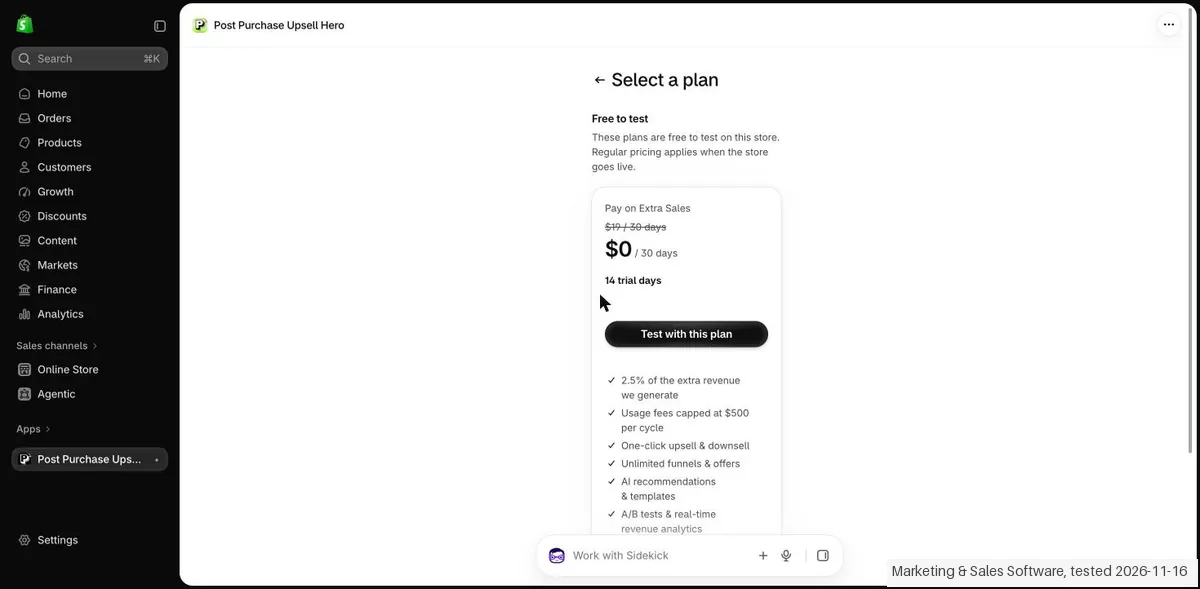 Post Purchase Upsell Hero
Search ⌘K
Home
Orders
Products
Customers
Growth
Discounts
Content
Markets
Finance
Analytics
Sales channels
Online Store
Agentic
Apps
Post Purchase Ups...
Settings
Select a plan
Free to test
These plans are free to test on this store.
Regular pricing applies when the store
goes live.
Pay on Extra Sales
$19 / 30 days
$0 / 30 days
14 trial days
Test with this plan
2.5% of the extra revenue
we generate
Usage fees capped at $500
per cycle
One-click upsell & downsell
Unlimited funnels & offers
AI recommendations
& templates
A/B tests & real-time
revenue analytics
Work with Sidekick
Marketing & Sales Software, tested 2026-11-16